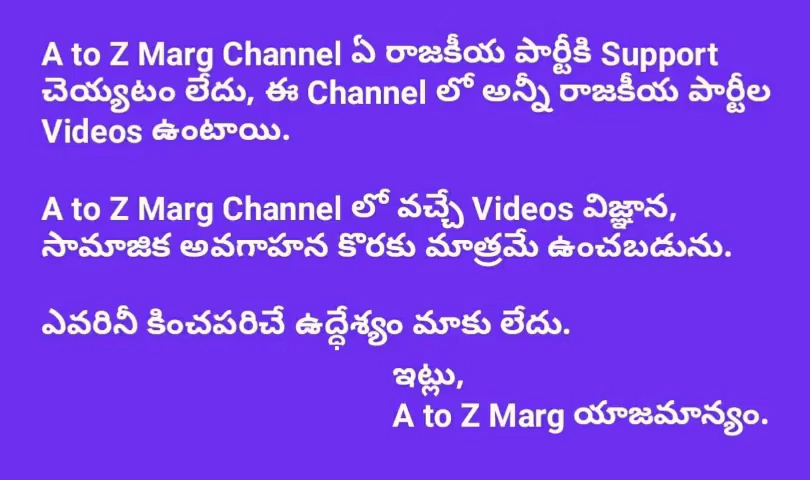 A to Z Marg Channel ఏ రాజకీయ పార్టీకి Support
చెయ్యటం లేదు, ఈ Channel లో అన్నీ రాజకీయ పార్టీల
Videos ఉంటాయి.
A to Z Marg Channel లో వచ్చే Videos విజ్ఞాన,
సామాజిక అవగాహన కొరకు మాత్రమే ఉంచబడును.
ఎవరినీ కించపరిచే ఉద్ధేశ్యం మాకు లేదు.
ఇట్లు,
A to Z Marg యాజమాన్యం.